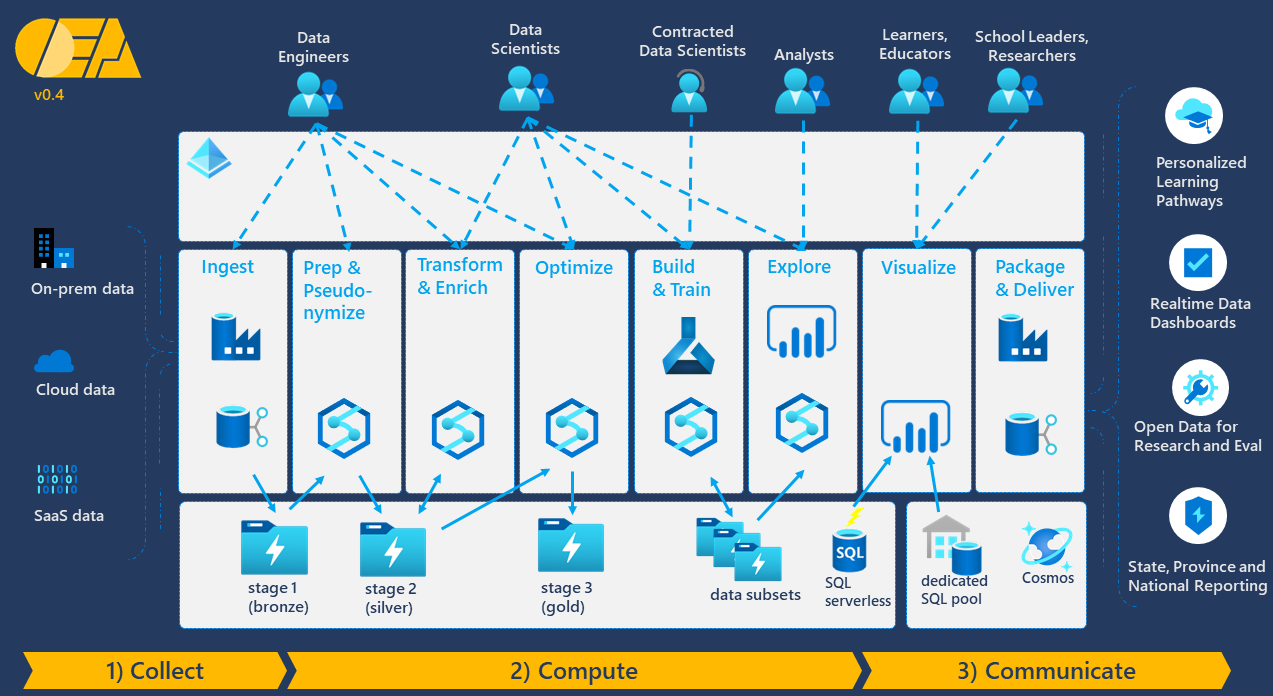 OEA
v0.4
Data
Engineers
Data
Scientists
Contracted
Data Scientists
Analysts
Learners,
Educators
School Leaders,
Researchers
On-prem data
Cloud data
SaaS data
Ingest
Prep &
Pseudo-
nymize
Transform
& Enrich
Optimize
Build
& Train
Explore
Visualize
Package
& Deliver
stage 1
(bronze)
stage 2
(silver)
stage 3
(gold)
data subsets
SQL
SQL
serverless
dedicated
SQL pool
Cosmos
Personalized
Learning
Pathways
Realtime Data
Dashboards
Open Data for
Research and Eval
State, Province and
National Reporting
1) Collect
2) Compute
3) Communicate